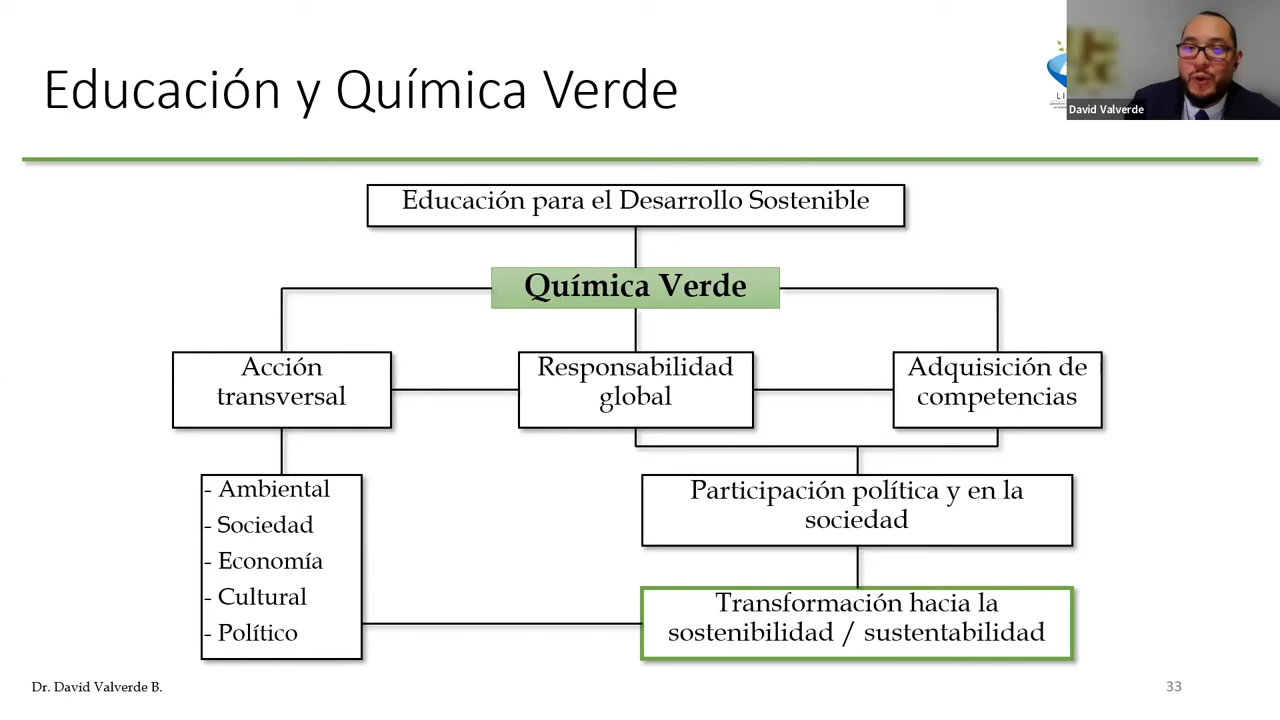 Educación y Química Verde
David Valverde
Educación para el Desarrollo Sostenible
Química Verde
Acción
transversal
Responsabilidad
global
Adquisición de
competencias
- Ambiental
- Sociedad
- Economía
- Cultural
- Político
Participación política y en la
sociedad
Transformación hacia la
sostenibilidad / sustentabilidad
Dr. David Valverde B.
33